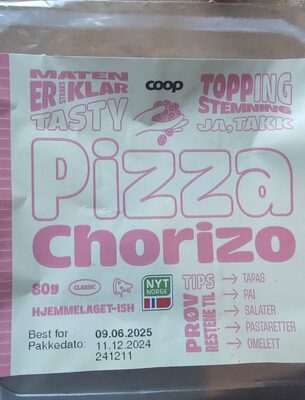 MATEN
ER STRAKS KLAR
TASTY
coop
TOPPING
STEMNING
JA, TAKK
Pizza
Chorizo
80g
CLASSIC
NYT
NORGE
HJEMMELAGET-ISH
Best for 09.06.2025
Pakkedato: 11.12.2024
241211
TIPS
PRØV
RESTENE TIL
→ TAPAS
→ PAI
→ SALATER
→ PASTARETTER
→ OMELETT